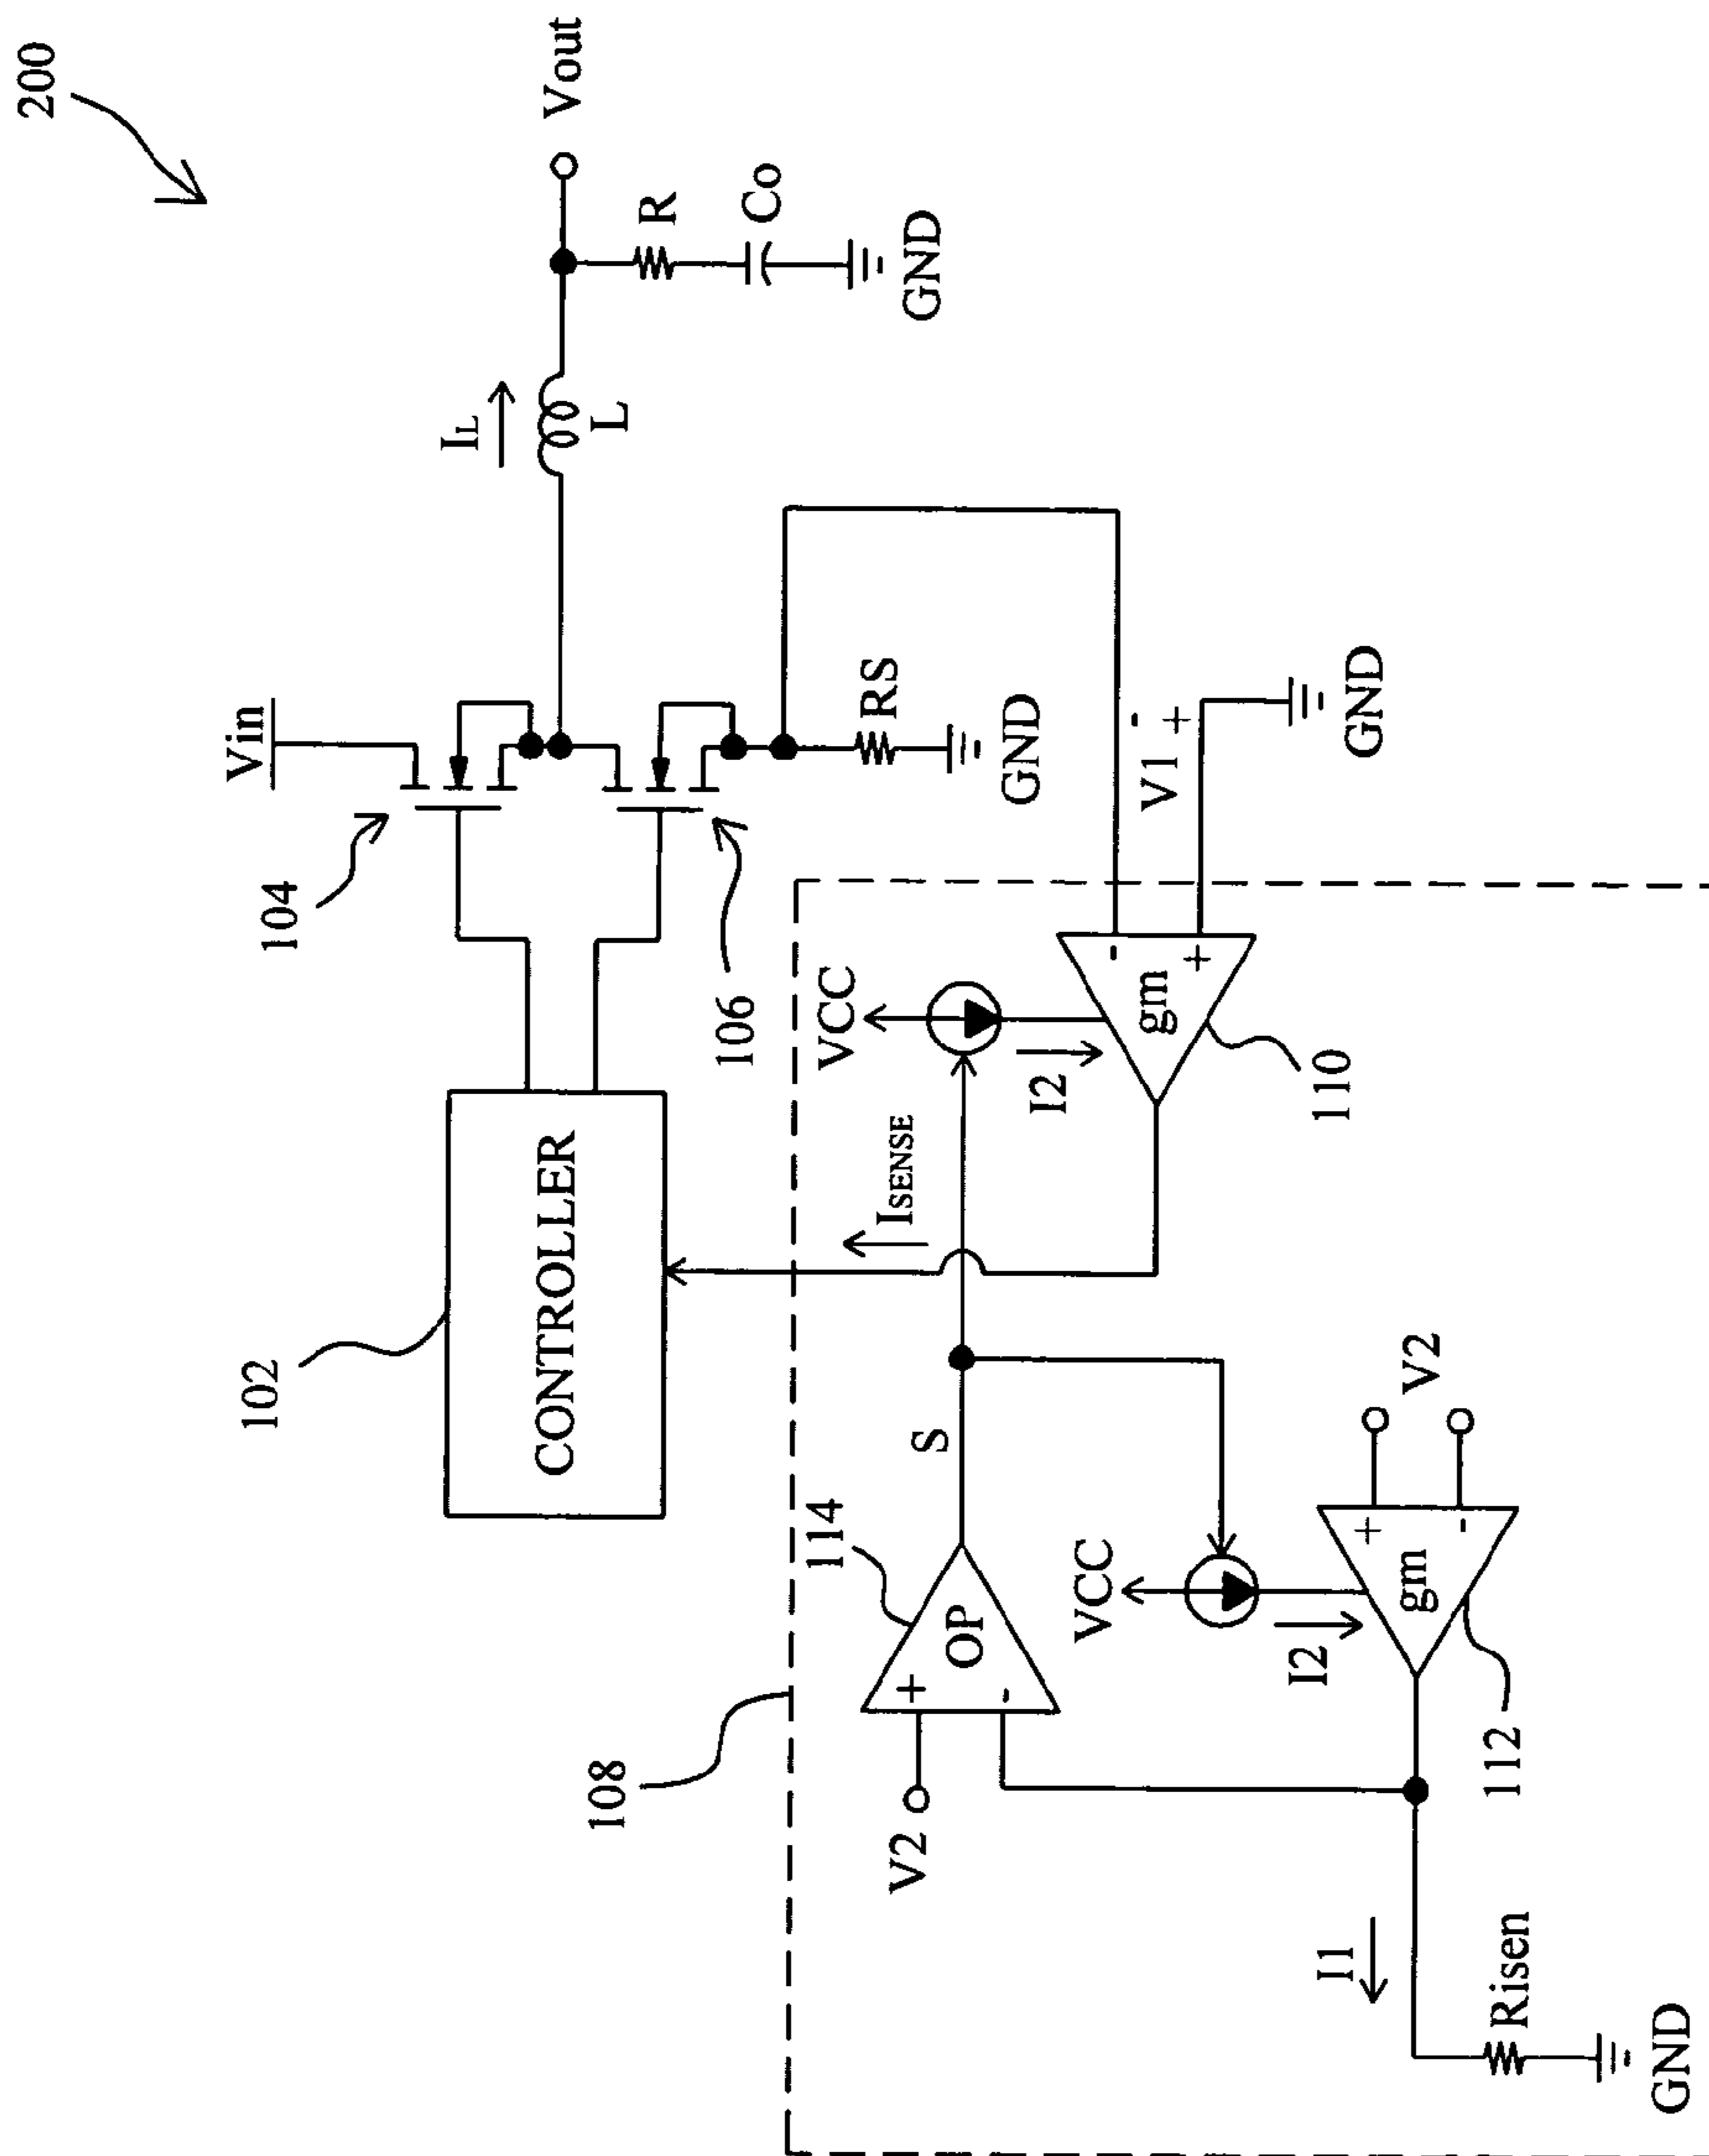 200
Vin
104
IL
Vout
L
R
Co
GND
102
CONTROLLER
106
RS
GND
ISENSE
VCC
I2
-
gm
+
110
-
V1
+
GND
108
114
V2
+
-
OP
S
VCC
I2
+
-
gm
V2
112
I1
Risen
GND